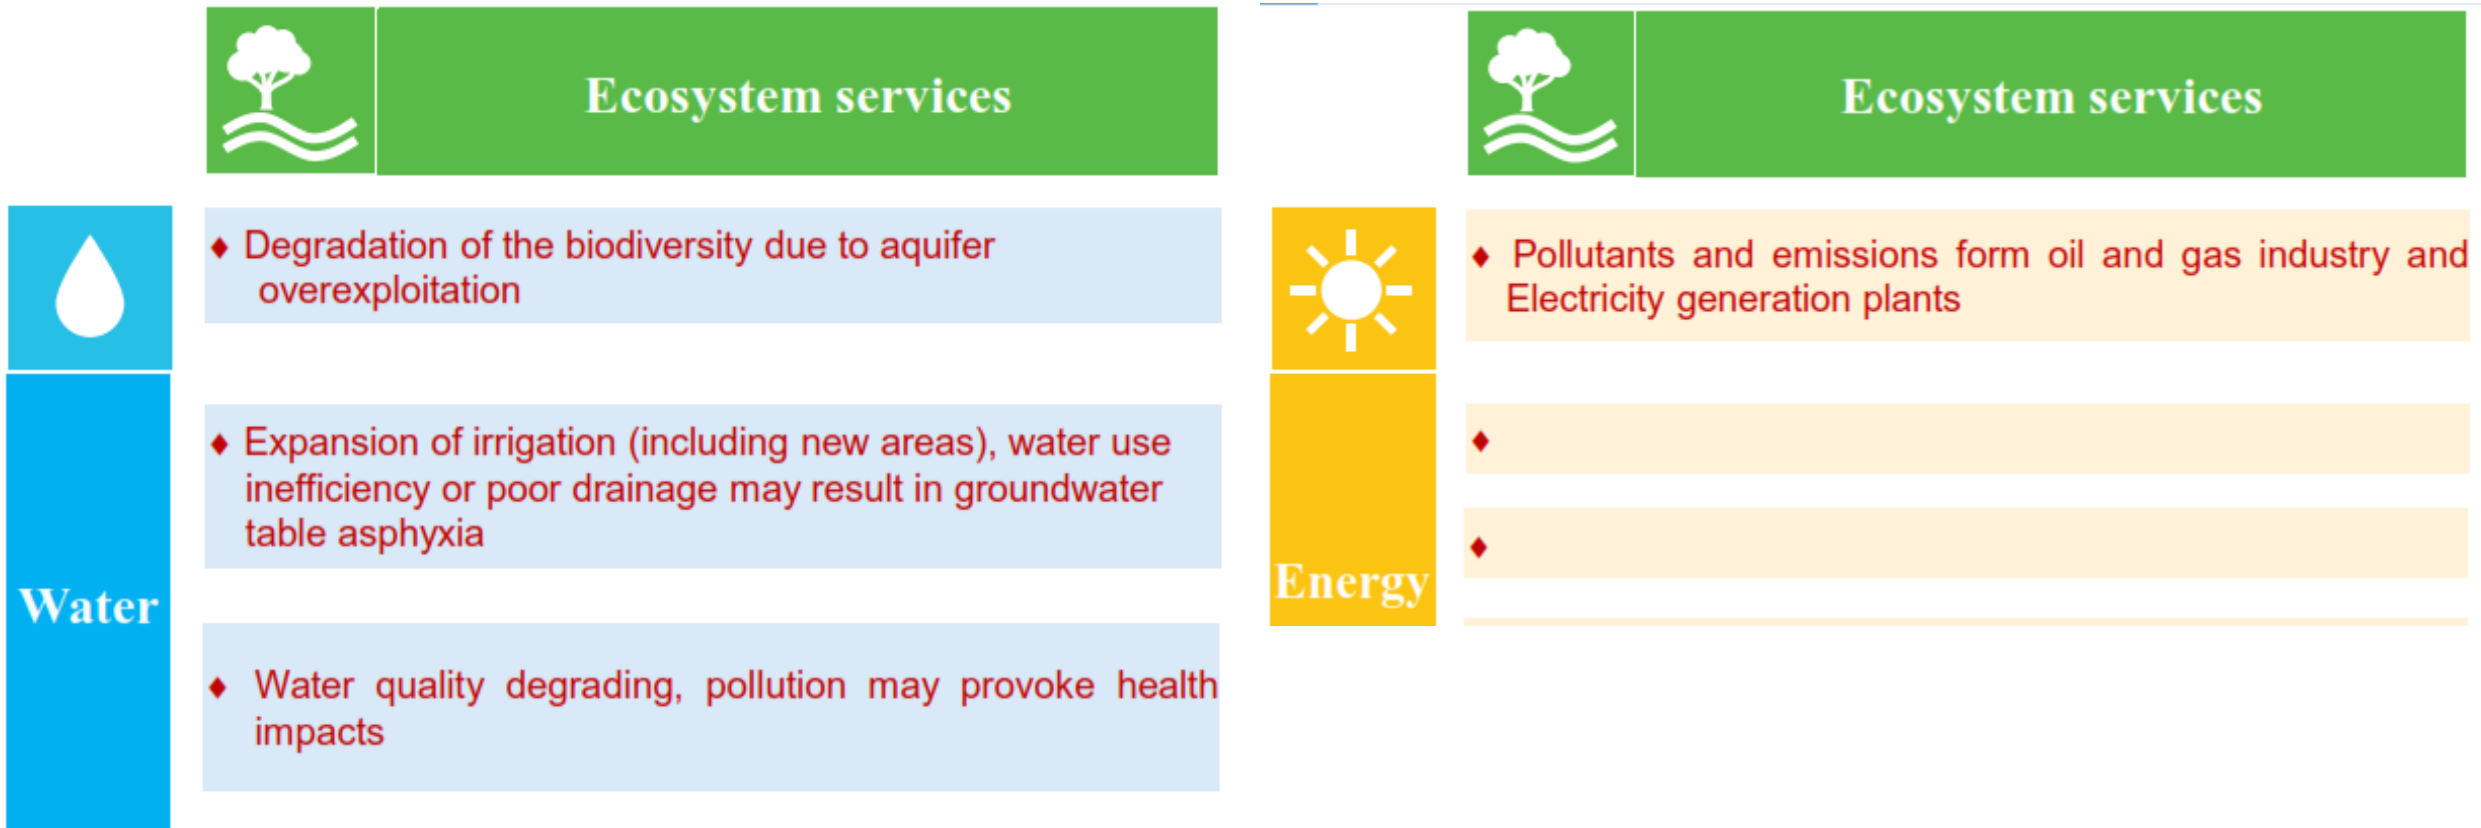 Ecosystem services
♦ Degradation of the biodiversity due to aquifer
overexploitation
♦ Expansion of irrigation (including new areas), water use
inefficiency or poor drainage may result in groundwater
table asphyxia
Water
♦ Water quality degrading, pollution may provoke health
impacts
Ecosystem services
♦ Pollutants and emissions form oil and gas industry and
Electricity generation plants
♦
♦
Energy